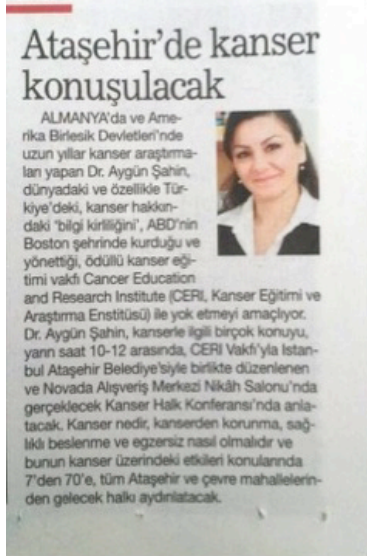 Ataşehir’de kanser
konuşulacak
ALMANYA’da ve Ame-
rika Birlesik Devletleri’nde
uzun yıllar kanser araştırma-
ları yapan Dr. Aygün Şahin,
dünyadaki ve özellikle Tür-
kiye’deki, kanser hakkın-
daki ‘bilgi kirliliğini’, ABD’nin
Boston şehrinde kurduğu ve
yönettiği, ödüllü kanser eği-
timi vakfı Cancer Education
and Research Institute (CERI, Kanser Eğitimi ve
Araştırma Enstitüsü) ile yok etmeyi amaçlıyor.
Dr. Aygün Şahin, kanserle ilgili birçok konuyu,
yarın saat 10-12 arasında, CERI Vakfı’yla Istan-
bul Ataşehir Belediye’siyle birlikte düzenlenen
ve Novada Alışveriş Merkezi Nikâh Salonu’nda
gerçeklecek Kanser Halk Konferansı’nda anla-
tacak. Kanser nedir, kanserden korunma, sağ-
lıklı beslenme ve egzersiz nasıl olmalıdır ve
bunun kanser üzerindeki etkileri konularında
7’den 70’e, tüm Ataşehir ve çevre mahallelerin-
den gelecek halkı aydınlatacak.